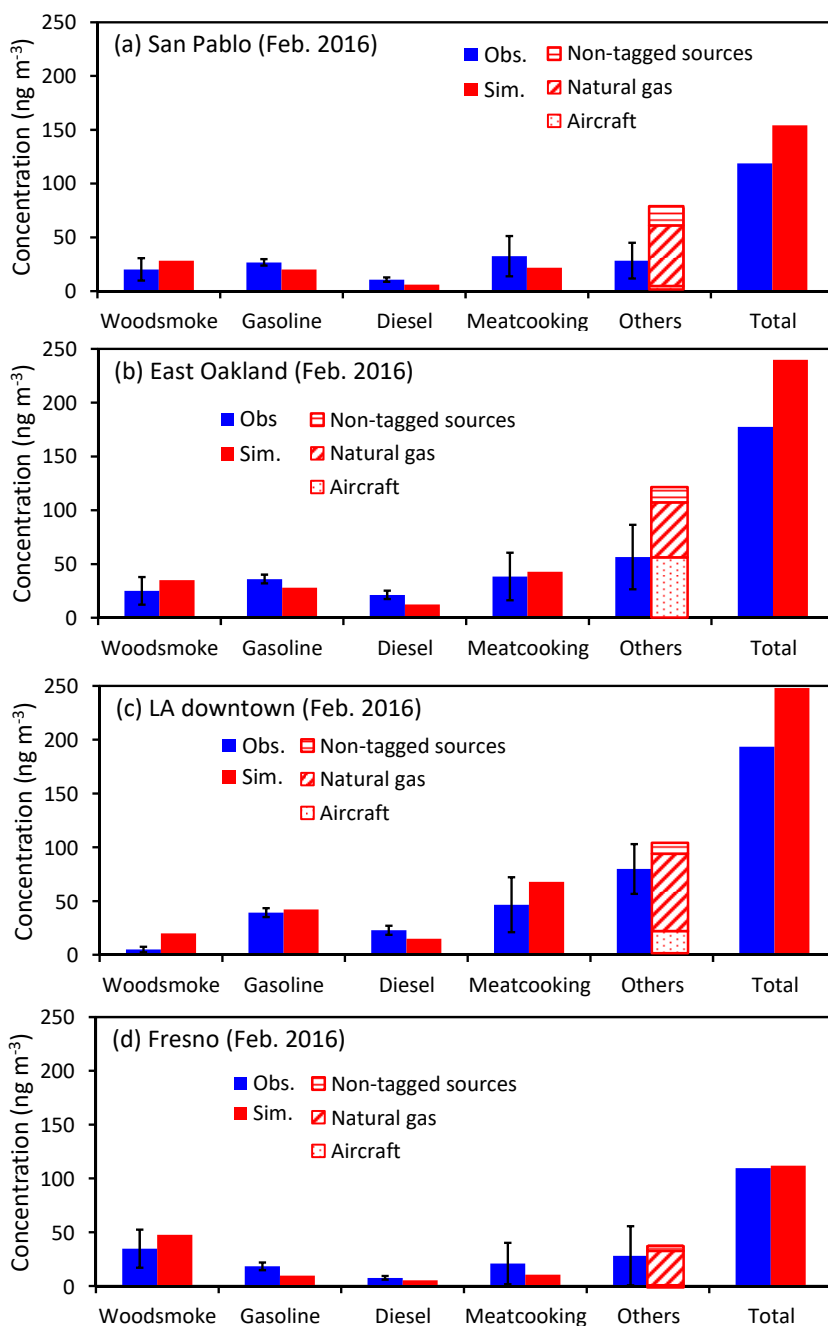 (a) San Pablo (Feb. 2016)
Concentration (ng m⁻³)
250
200
150
100
50
0
Obs.
Sim.
Non-tagged sources
Natural gas
Aircraft
Woodsmoke Gasoline Diesel Meatcooking Others Total
(b) East Oakland (Feb. 2016)
Concentration (ng m⁻³)
250
200
150
100
50
0
Obs
Sim.
Non-tagged sources
Natural gas
Aircraft
Woodsmoke Gasoline Diesel Meatcooking Others Total
(c) LA downtown (Feb. 2016)
Concentration (ng m⁻³)
250
200
150
100
50
0
Obs.
Sim.
Non-tagged sources
Natural gas
Aircraft
Woodsmoke Gasoline Diesel Meatcooking Others Total
(d) Fresno (Feb. 2016)
Concentration (ng m⁻³)
250
200
150
100
50
0
Obs.
Sim.
Non-tagged sources
Natural gas
Aircraft
Woodsmoke Gasoline Diesel Meatcooking Others Total